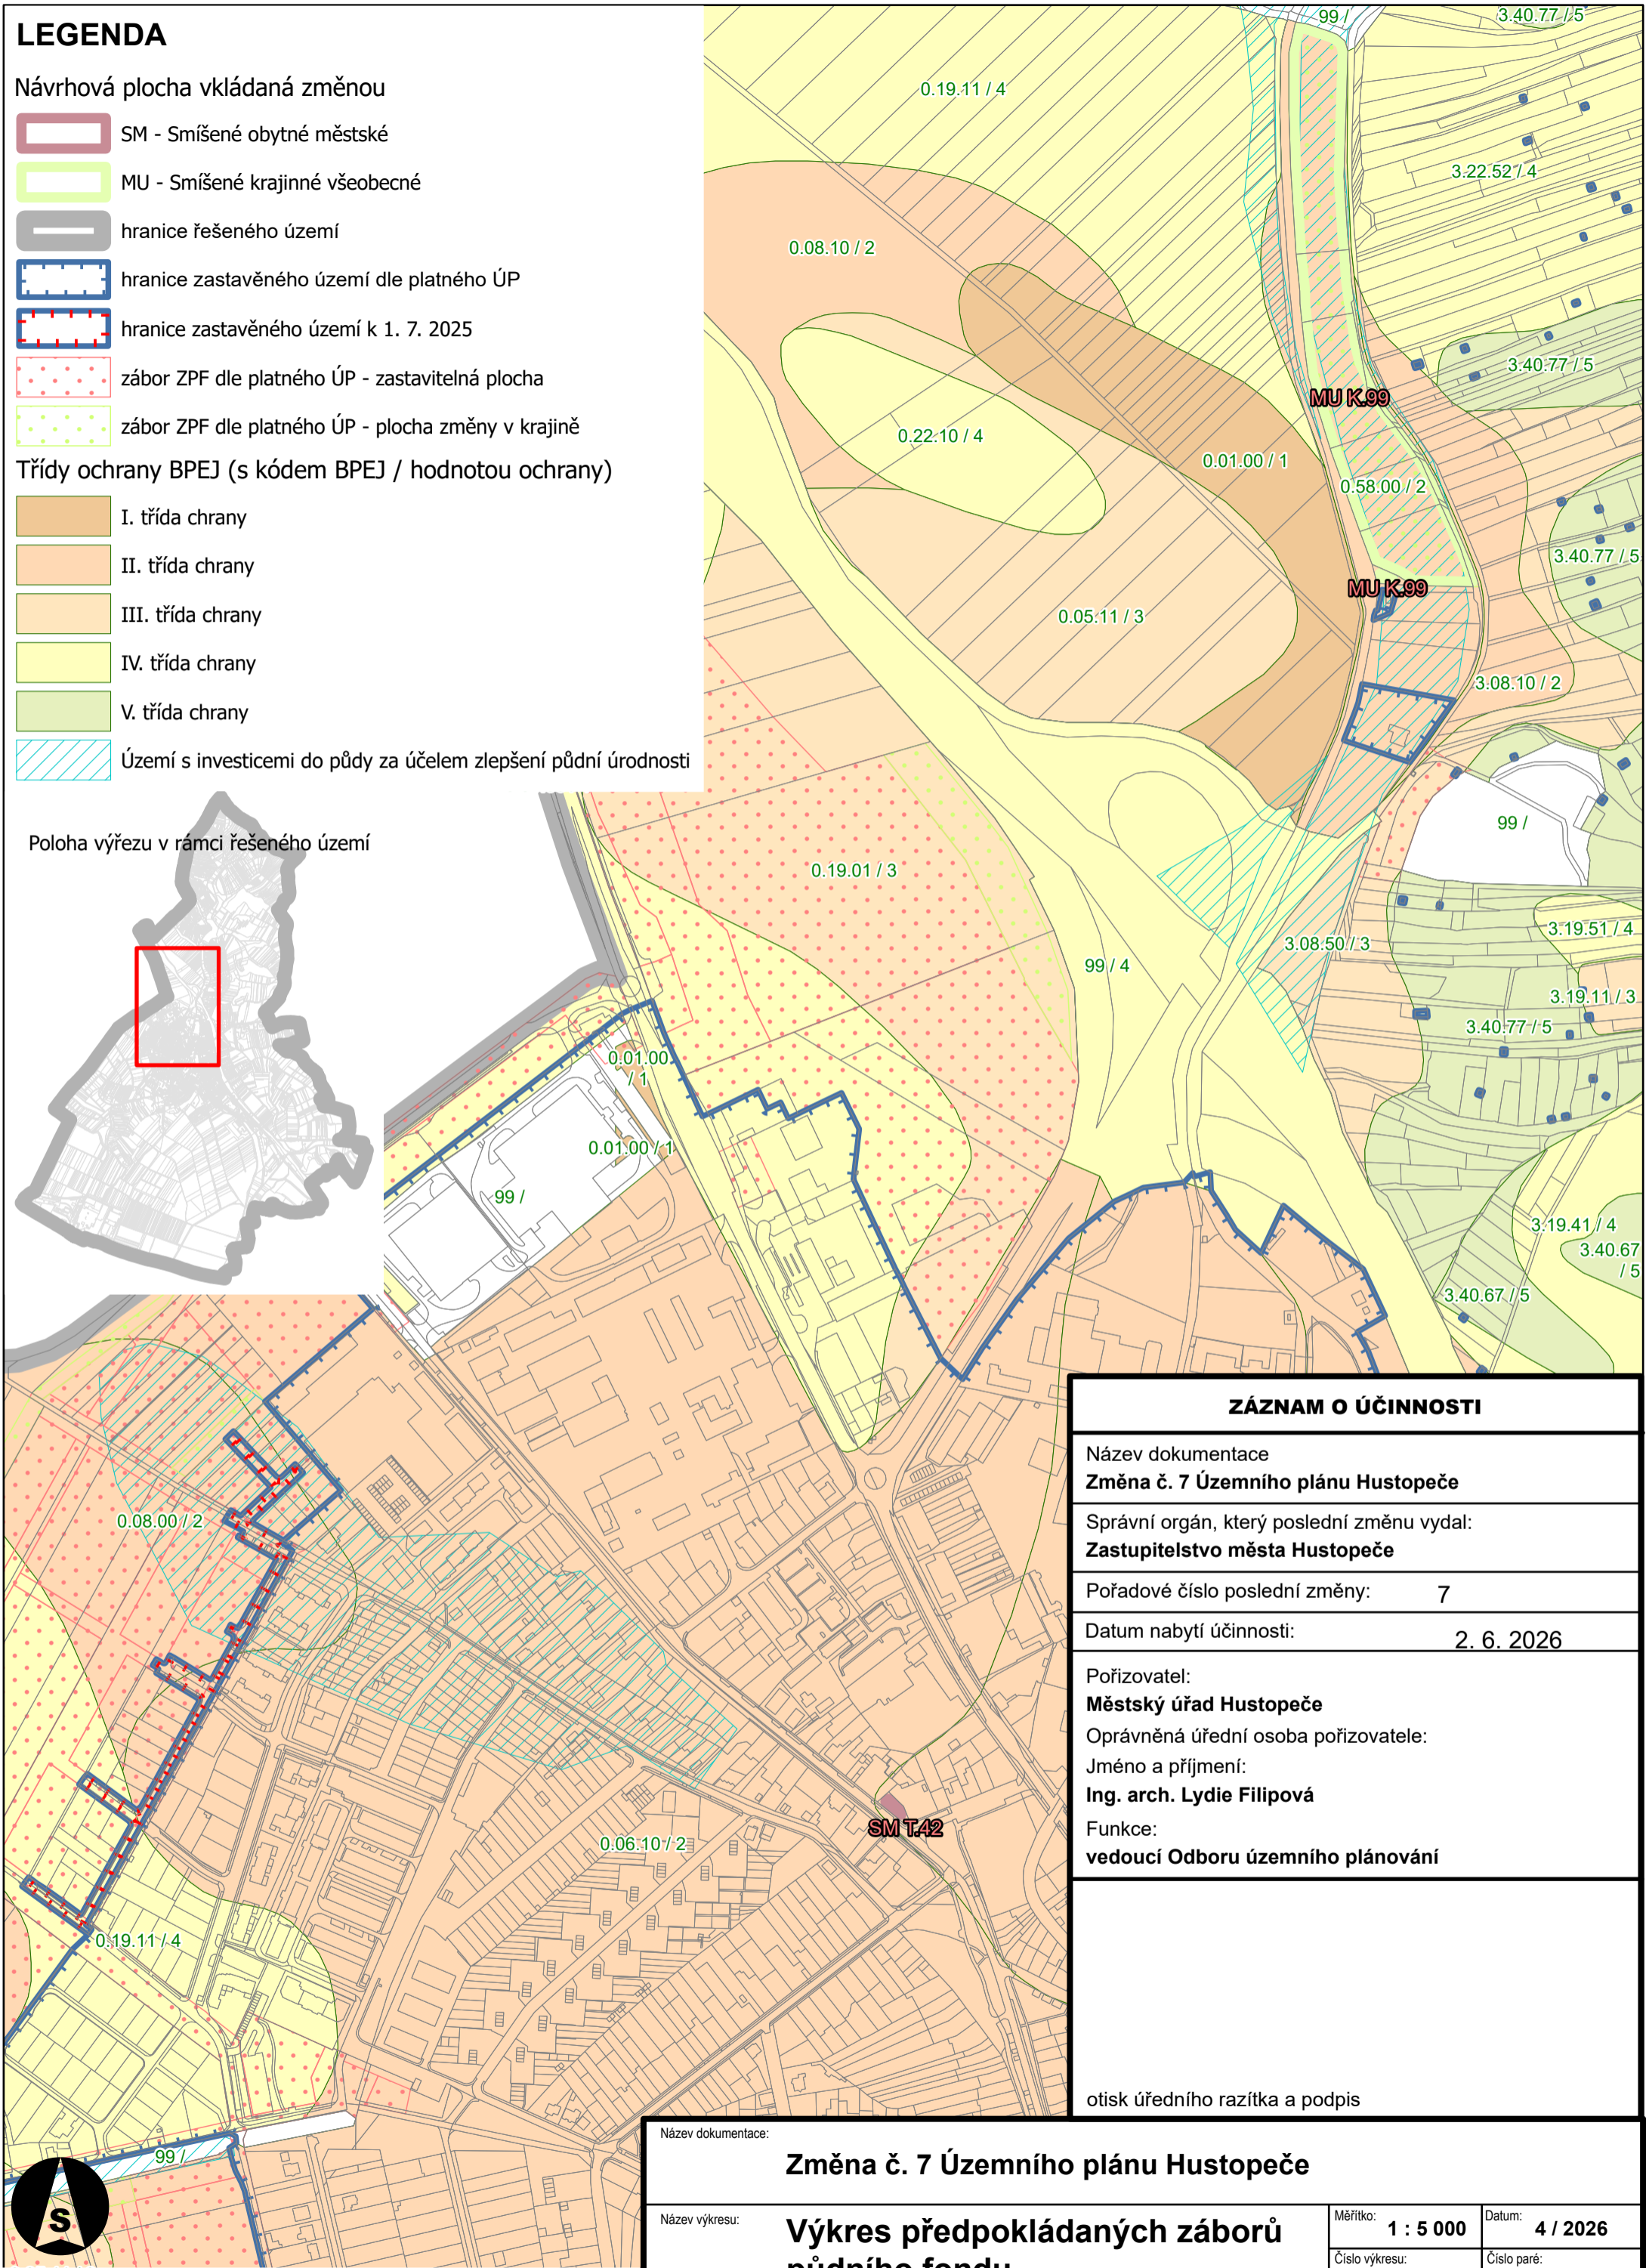 LEGENDA
Návrhová plocha vkládaná změnou
SM - Smíšené obytné městské
MU - Smíšené krajinné všeobecné
hranice řešeného území
hranice zastavěného území dle platného ÚP
hranice zastavěného území k 1. 7. 2025
zábor ZPF dle platného ÚP - zastavitelná plocha
zábor ZPF dle platného ÚP - plocha změny v krajině
Třídy ochrany BPEJ (s kódem BPEJ / hodnotou ochrany)
I. třída chrany
II. třída chrany
III. třída chrany
IV. třída chrany
V. třída chrany
Území s investicemi do půdy za účelem zlepšení půdní úrodnosti
Poloha výřezu v rámci řešeného území
99 /
3.40.77 / 5
0.19.11 / 4
3.22.52 / 4
0.08.10 / 2
3.40.77 / 5
MU K.99
0.22.10 / 4
0.01.00 / 1
0.58.00 / 2
3.40.77 / 5
MU K.99
0.05.11 / 3
3.08.10 / 2
99 /
0.19.01 / 3
3.19.51 / 4
3.08.50 / 3
99 / 4
3.19.11 / 3
3.40.77 / 5
0.01.00
/ 1
0.01.00 / 1
99 /
3.19.41 / 4
3.40.67
/ 5
3.40.67 / 5
0.08.00 / 2
SM T.42
0.06.10 / 2
0.19.11 / 4
99 /
S
ZÁZNAM O ÚČINNOSTI
Název dokumentace
Změna č. 7 Územního plánu Hustopeče
Správní orgán, který poslední změnu vydal:
Zastupitelstvo města Hustopeče
Pořadové číslo poslední změny: 7
Datum nabytí účinnosti: 2. 6. 2026
Pořizovatel:
Městský úřad Hustopeče
Oprávněná úřední osoba pořizovatele:
Jméno a příjmení:
Ing. arch. Lydie Filipová
Funkce:
vedoucí Odboru územního plánování
otisk úředního razítka a podpis
Název dokumentace:
Změna č. 7 Územního plánu Hustopeče
Název výkresu:
Výkres předpokládaných záborů
půdního fondu
Měřítko: 1 : 5 000
Datum: 4 / 2026
Číslo výkresu:
Číslo paré: